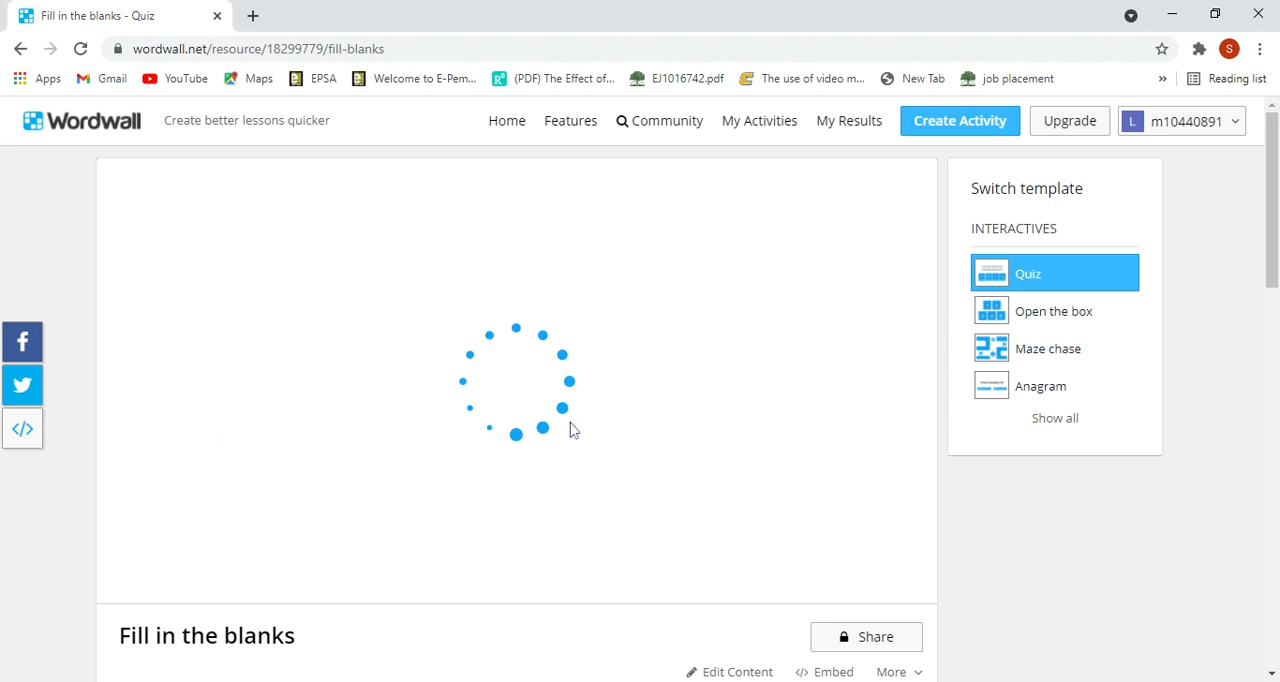 Fill in the blanks - Quiz
wordwall.net/resource/18299779/fill-blanks
S
Apps Gmail YouTube Maps EPSA Welcome to E-Pem... (PDF) The Effect of... EJ1016742.pdf The use of video m... New Tab job placement » Reading list
Wordwall Create better lessons quicker Home Features Community My Activities My Results Create Activity Upgrade L m10440891
Switch template
INTERACTIVES
Quiz
Open the box
Maze chase
Anagram
Show all
Fill in the blanks
Share
Edit Content </> Embed More